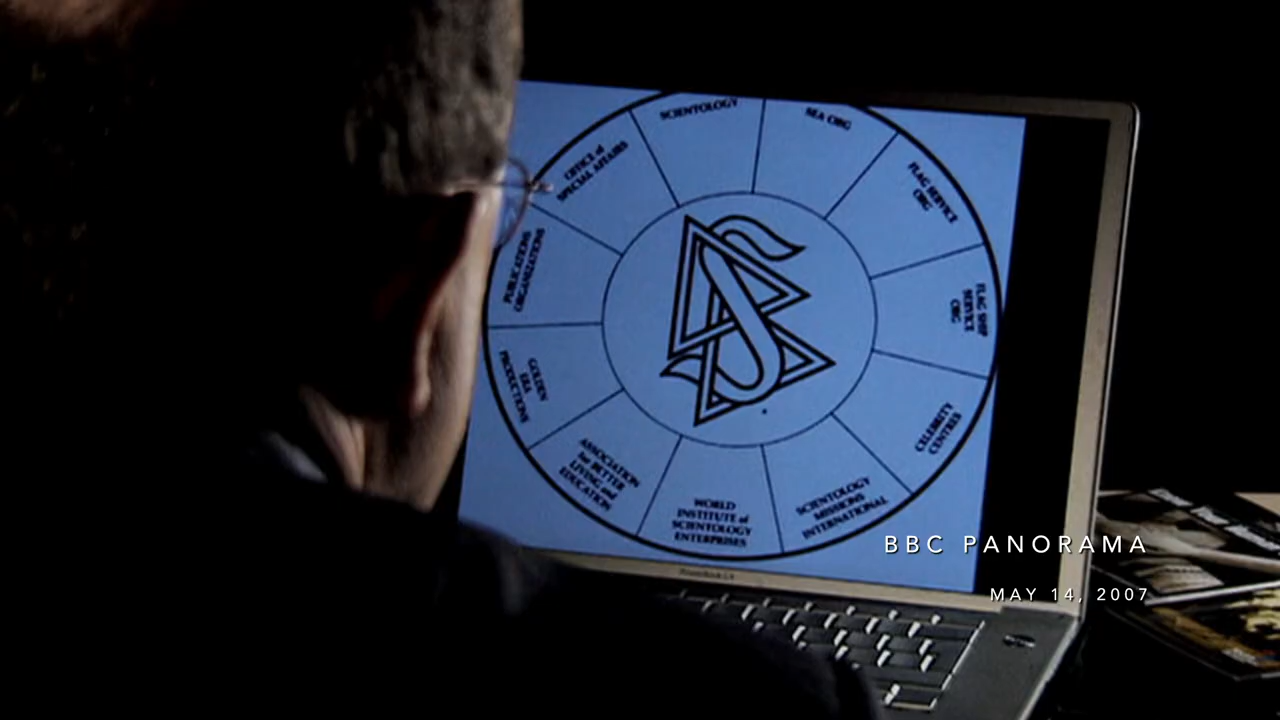 SCIENTOLOGY
SEA ORG
FLAG SERVICE
ORG
FLAG SHIP
SERVICE
ORG
CELEBRITY
CENTRES
SCIENTOLOGY
MISSIONS
INTERNATIONAL
WORLD
INSTITUTE of
SCIENTOLOGY
ENTERPRISES
ASSOCIATION
for BETTER
LIVING and
EDUCATION
GOLDEN
ERA
PRODUCTIONS
PUBLICATIONS
ORGANIZATIONS
OFFICE of
SPECIAL AFFAIRS
BBC PANORAMA
MAY 14, 2007